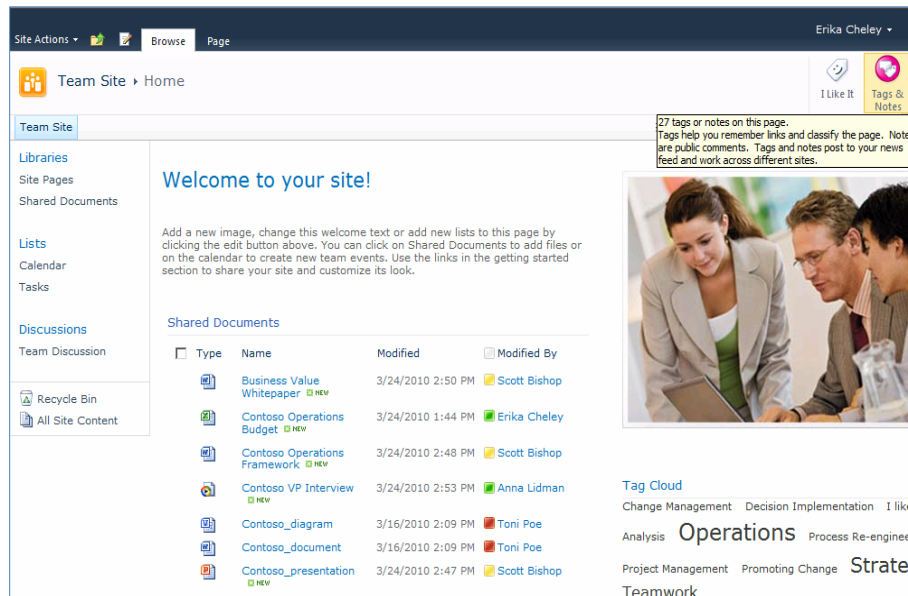 Erika Cheley
Site Actions Browse Page
Team Site Home
I Like It
Tags &
Notes
27 tags or notes on this page.
Tags help you remember links and classify the page. Note
are public comments. Tags and notes post to your news
feed and work across different sites.
Team Site
Libraries
Site Pages
Shared Documents
Lists
Calendar
Tasks
Discussions
Team Discussion
Recycle Bin
All Site Content
Welcome to your site!
Add a new image, change this welcome text or add new lists to this page by
clicking the edit button above. You can click on Shared Documents to add files or
on the calendar to create new team events. Use the links in the getting started
section to share your site and customize its look.
Shared Documents
Type Name Modified Modified By
Business Value
Whitepaper NEW 3/24/2010 2:50 PM Scott Bishop
Contoso Operations
Budget NEW 3/24/2010 1:44 PM Erika Cheley
Contoso Operations
Framework NEW 3/24/2010 2:48 PM Scott Bishop
Contoso VP Interview 3/24/2010 2:53 PM Anna Lidman
NEW
Contoso_diagram 3/16/2010 2:09 PM Toni Poe
Contoso_document 3/16/2010 2:09 PM Toni Poe
Contoso_presentation 3/24/2010 2:47 PM Scott Bishop
NEW
Tag Cloud
Change Management Decision Implementation I like
Analysis Operations Process Re-enginee
Project Management Promoting Change Strate
Teamwork